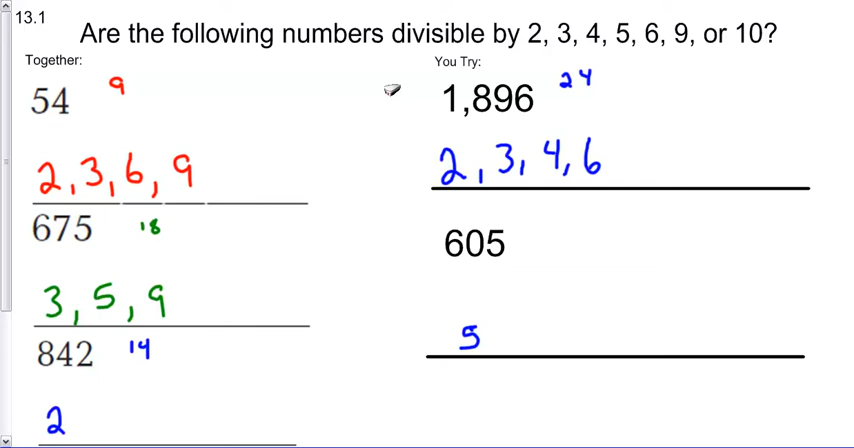 13.1
Are the following numbers divisible by 2, 3, 4, 5, 6, 9, or 10?
Together:
54 9
2, 3, 6, 9
675 18
3, 5, 9
842 14
2
You Try:
1,896 24
2, 3, 4, 6
605
5